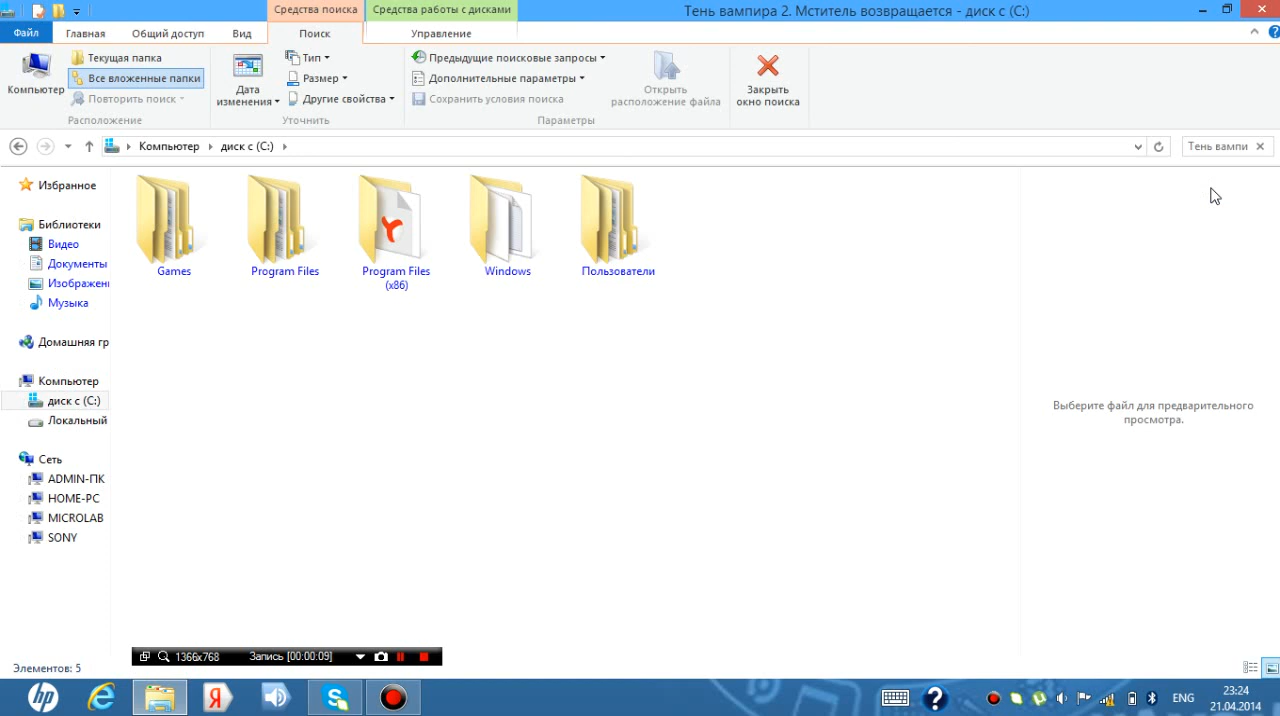 Средства поиска
Средства работы с дисками
Тень вампира 2. Мститель возвращается - диск с (C:)
Файл
Главная
Общий доступ
Вид
Поиск
Управление
Компьютер
Текущая папка
Все вложенные папки
Повторить поиск
Расположение
Дата изменения
Тип
Размер
Другие свойства
Уточнить
Предыдущие поисковые запросы
Дополнительные параметры
Сохранить условия поиска
Открыть расположение файла
Параметры
Закрыть окно поиска
Компьютер
диск с (C:)
Тень вампи
Избранное
Библиотеки
Видео
Документы
Изображен
Музыка
Домашняя гр
Компьютер
диск с (C:)
Локальный
Сеть
ADMIN-ПК
HOME-PC
MICROLAB
SONY
Games
Program Files
Program Files (x86)
Windows
Пользователи
Выберите файл для предварительного
просмотра.
1366x768
Запись [00:00:09]
Элементов: 5
hp
Я
ENG
23:24
21.04.2014